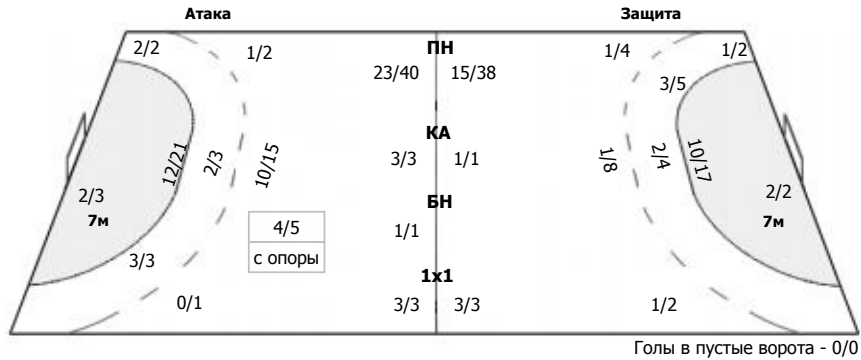 Атака
Защита
2/2
1/2
ПН
1/4
1/2
23/40
15/38
3/5
12/21
2/3
10/15
КА
3/3
1/1
1/8
2/4
10/17
2/3
7м
БН
2/2
7м
4/5
1/1
с опоры
3/3
1х1
0/1
3/3
3/3
1/2
Голы в пустые ворота - 0/0